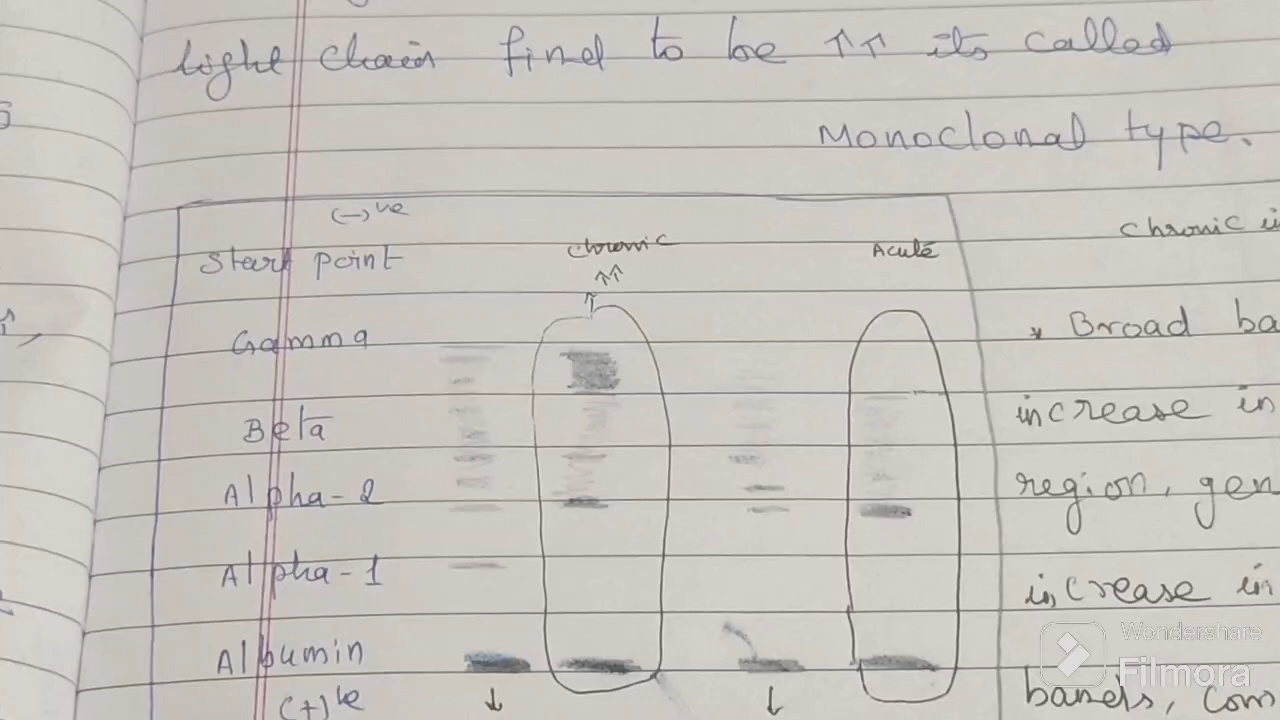 light chain find to be ↑↑ its called
Monoclonal type.
(-)ve
Start point
Chronic
↑↑
↑
Acute
Gamma
Beta
Alpha-2
Alpha-1
Albumin
(+)ve
↓
↓
Chronic
* Broad ba
increase in
region, gen
increase in
bands, com
Wondershare
Filmora